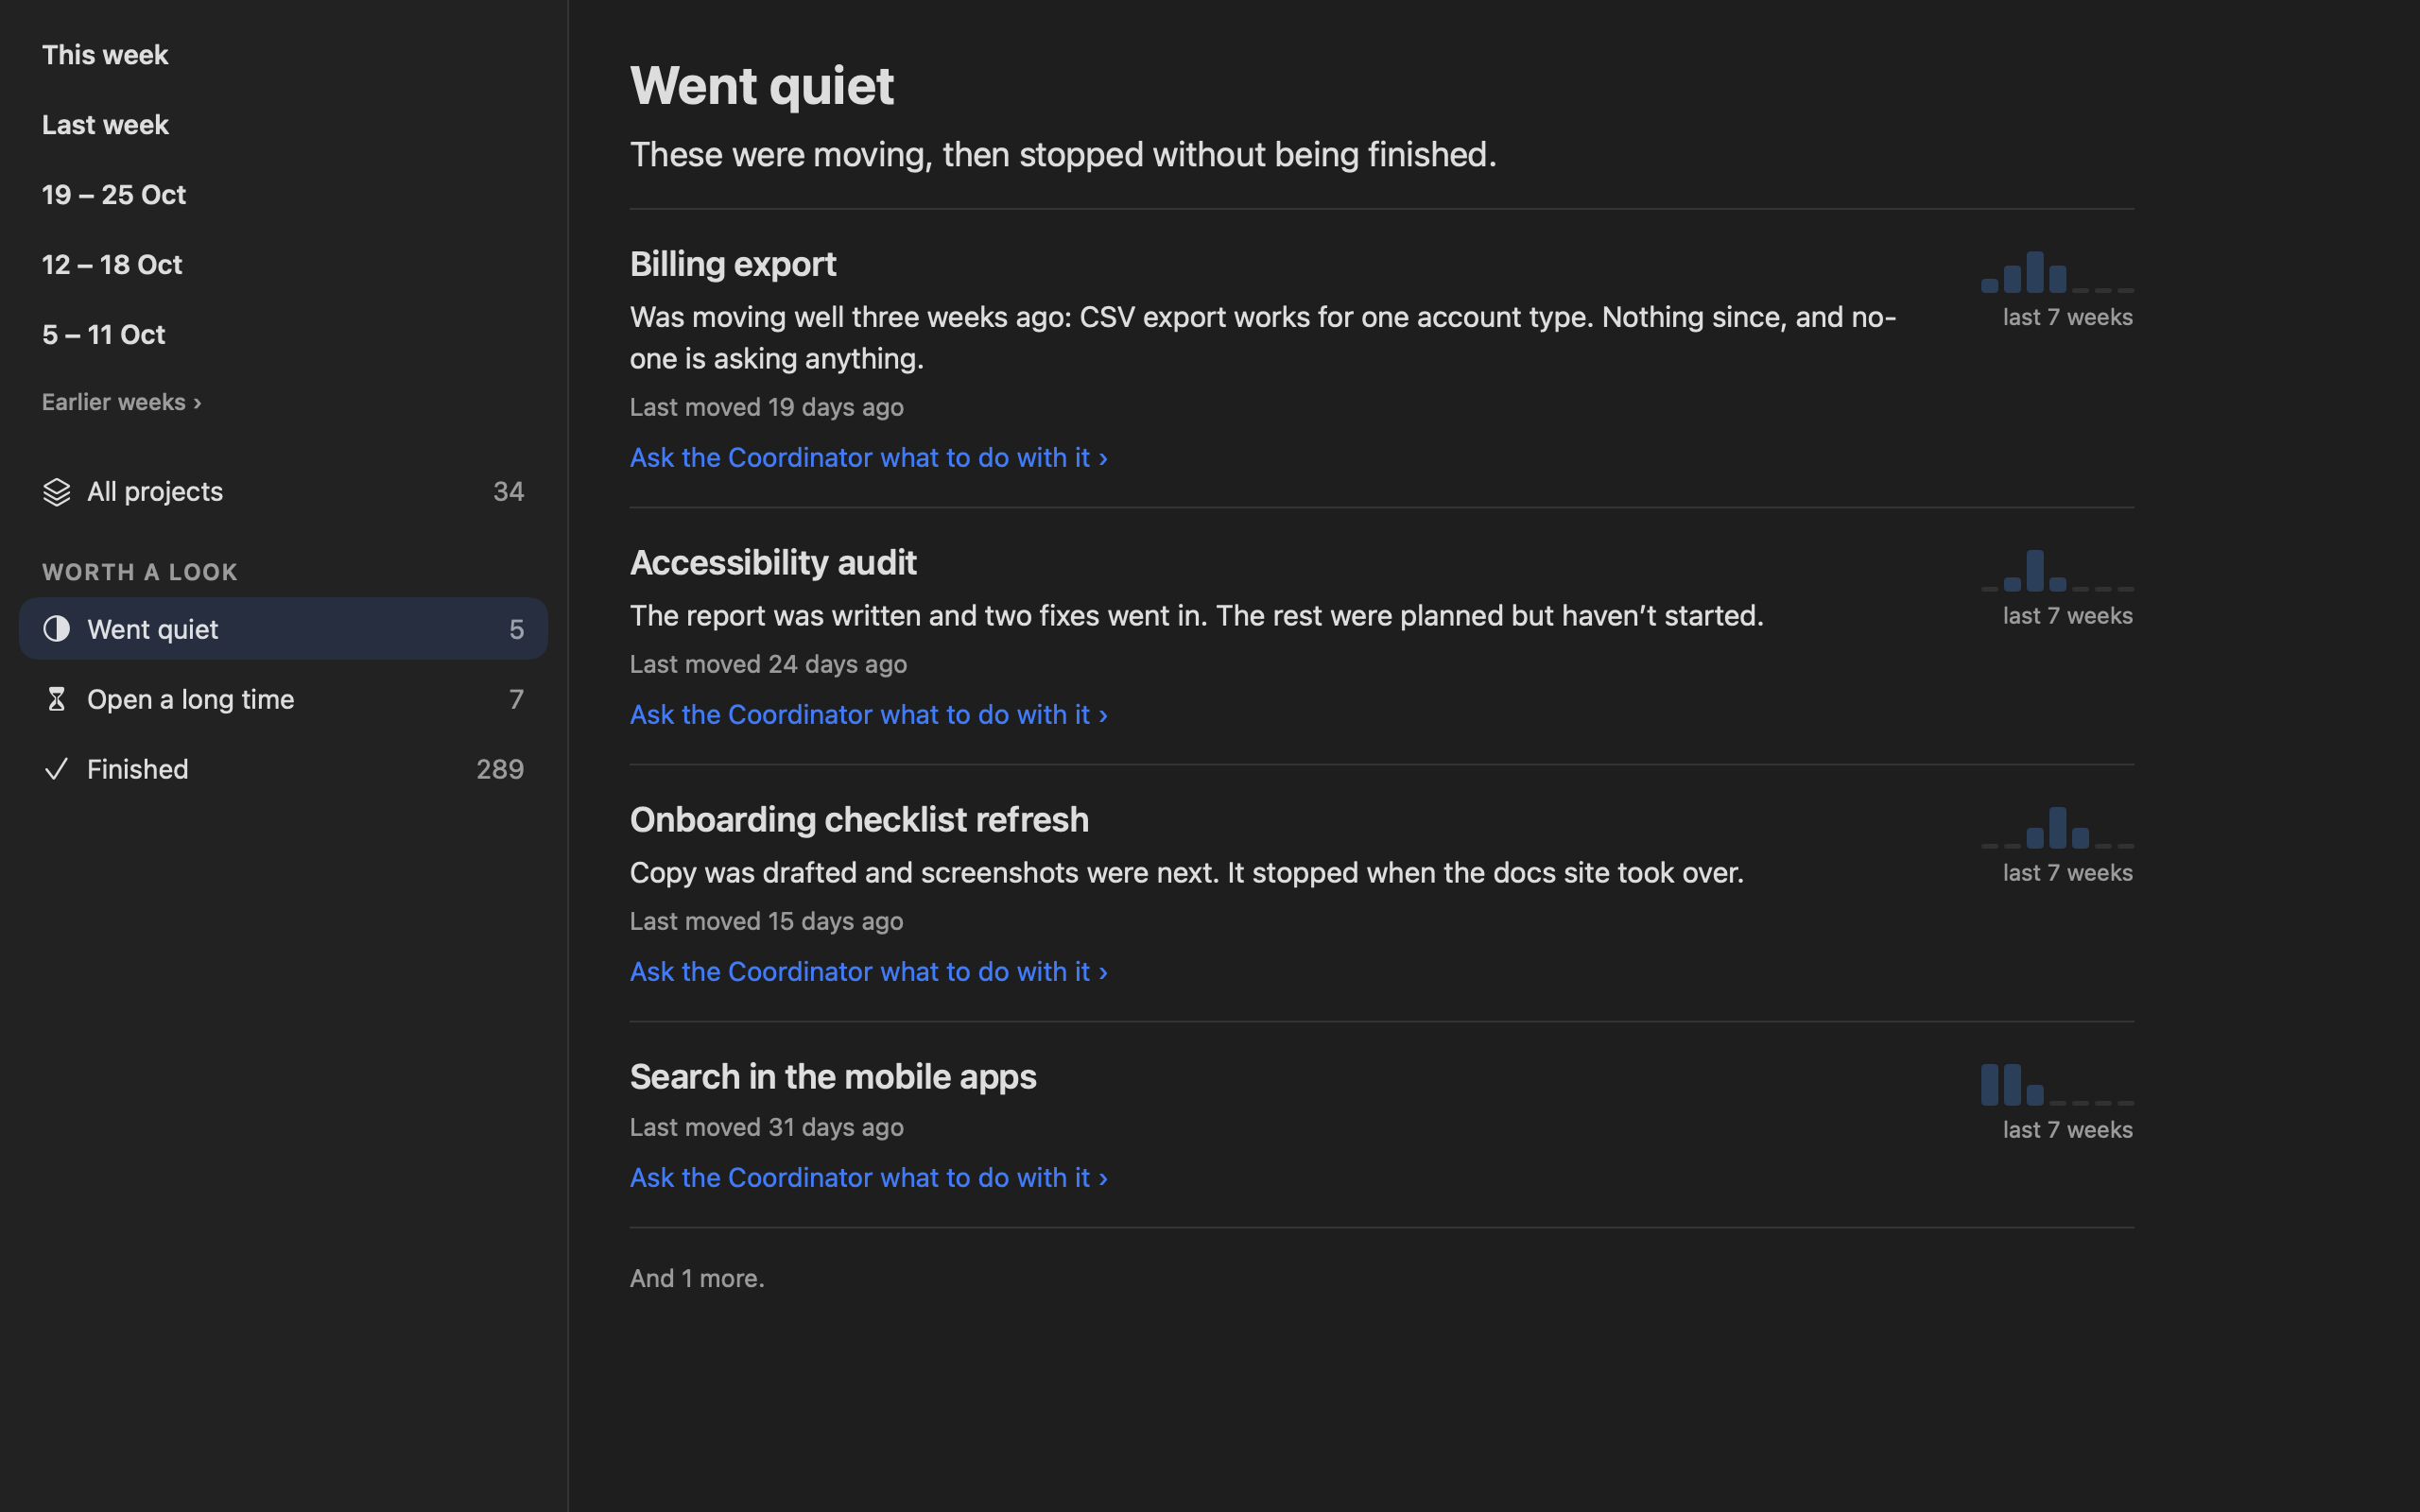 This week
Last week
19 – 25 Oct
12 – 18 Oct
5 – 11 Oct
Earlier weeks ›
All projects 34
WORTH A LOOK
Went quiet 5
Open a long time 7
Finished 289
Went quiet
These were moving, then stopped without being finished.
Billing export
Was moving well three weeks ago: CSV export works for one account type. Nothing since, and no-
one is asking anything.
Last moved 19 days ago
Ask the Coordinator what to do with it ›
last 7 weeks
Accessibility audit
The report was written and two fixes went in. The rest were planned but haven’t started.
Last moved 24 days ago
Ask the Coordinator what to do with it ›
last 7 weeks
Onboarding checklist refresh
Copy was drafted and screenshots were next. It stopped when the docs site took over.
Last moved 15 days ago
Ask the Coordinator what to do with it ›
last 7 weeks
Search in the mobile apps
Last moved 31 days ago
Ask the Coordinator what to do with it ›
last 7 weeks
And 1 more.